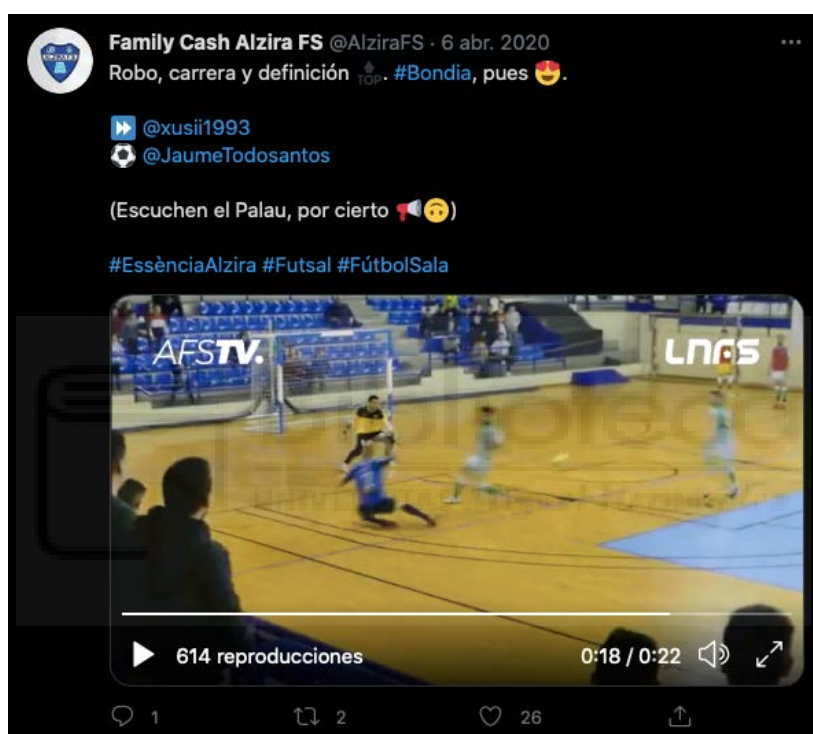 Family Cash Alzira FS @AlziraFS · 6 abr. 2020
Robo, carrera y definición 🔝. #Bondia, pues 😍.
⏩ @xusii1993
⚽ @JaumeTodosantos
(Escuchen el Palau, por cierto 📢🙃)
#EssènciaAlzira #Futsal #FútbolSala
AFSTV. LNFS
biblioteca
614 reproducciones 0:18 / 0:22
1 2 26